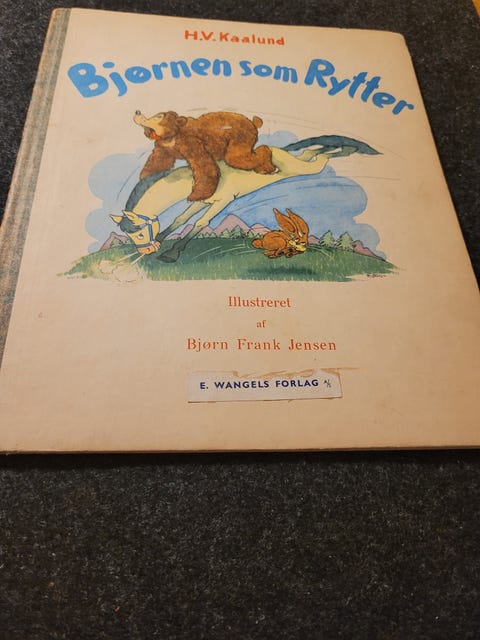 H.V. Kaalund
Bjørnen som Rytter
Illustreret
af
Bjørn Frank Jensen
E. WANGELS FORLAG A/S